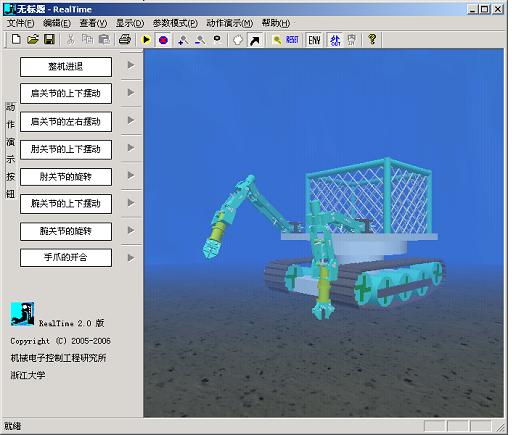 无标题 - RealTime
文件(F) 编辑(E) 查看(V) 显示(D) 参数模式(P) 动作演示(M) 帮助(H)
RESET ENV OUT IN ?
动作演示按钮
整机进退
肩关节的上下摆动
肩关节的左右摆动
肘关节的上下摆动
肘关节的旋转
腕关节的上下摆动
腕关节的旋转
手爪的开合
RealTime 2.0 版
Copyright (C) 2005-2006
机械电子控制工程研究所
浙江大学
就绪